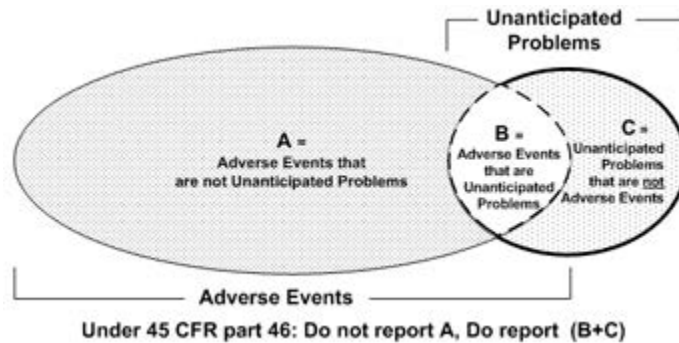 Unanticipated
Problems
A =
Adverse Events that
are not Unanticipated Problems
B =
Adverse Events
that are
Unanticipated
Problems
C =
Unanticipated
Problems
that are not
Adverse Events
Adverse Events
Under 45 CFR part 46: Do not report A, Do report (B+C)